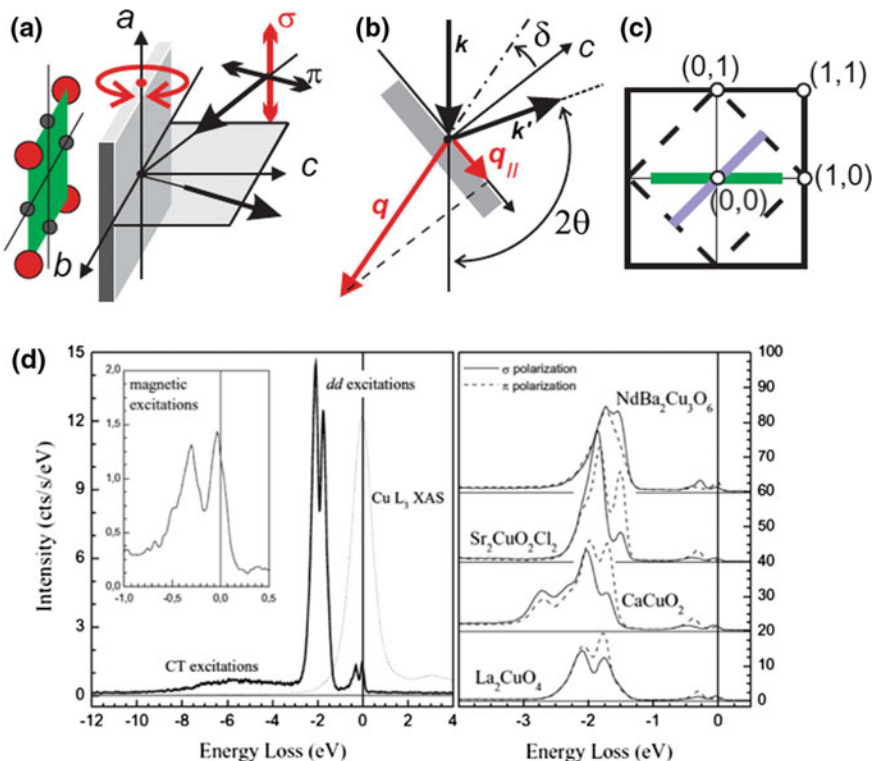 (a)
a
σ
π
c
b
(b)
k
δ
c
k'
q//
q
2θ
(c)
(0,1)
(1,1)
(1,0)
(0,0)
(d)
15
12
9
6
3
0
Intensity (cts/s/eV)
2,0
1,5
1,0
0,5
0,0
-1,0
-0,5
0,0
0,5
magnetic
excitations
dd excitations
Cu L3 XAS
CT excitations
-12
-10
-8
-6
-4
-2
0
2
4
Energy Loss (eV)
σ polarization
π polarization
NdBa2Cu3O6
Sr2CuO2Cl2
CaCuO2
La2CuO4
100
90
80
70
60
50
40
30
20
10
0
-3
-2
-1
0
Energy Loss (eV)